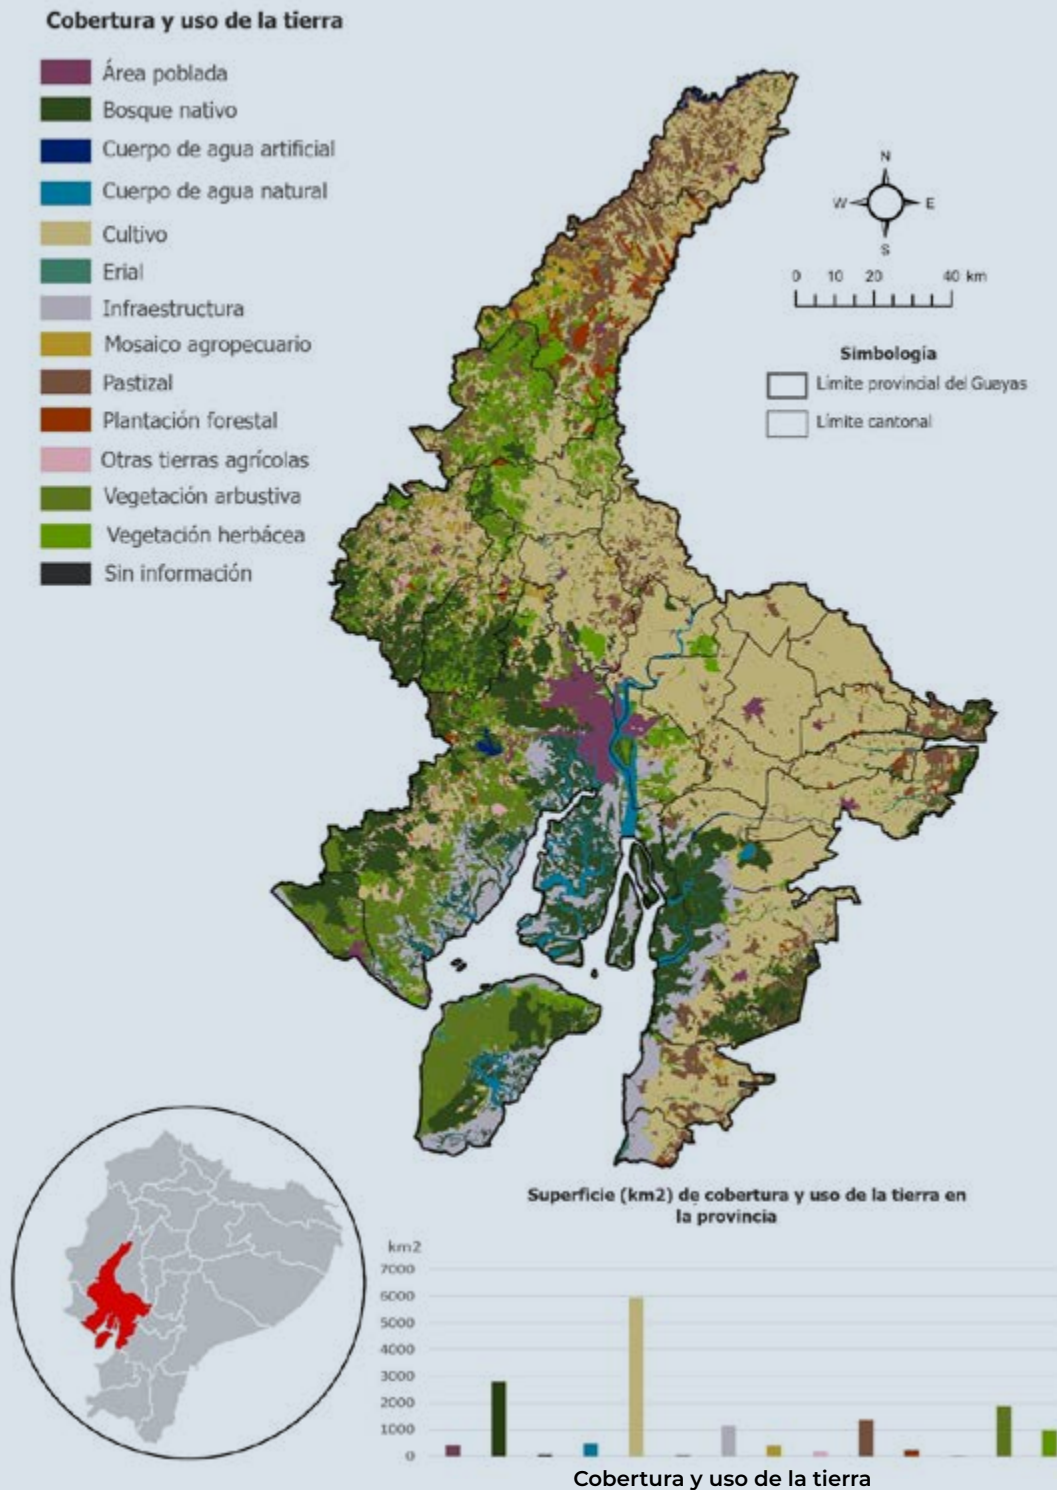 Cobertura y uso de la tierra
Área poblada
Bosque nativo
Cuerpo de agua artificial
Cuerpo de agua natural
Cultivo
Erial
Infraestructura
Mosaico agropecuario
Pastizal
Plantación forestal
Otras tierras agrícolas
Vegetación arbustiva
Vegetación herbácea
Sin información
N
W E
S
0 10 20 40 km
Simbología
Límite provincial del Guayas
Límite cantonal
Superficie (km2) de cobertura y uso de la tierra en
la provincia
km2
7000
6000
5000
4000
3000
2000
1000
0
Cobertura y uso de la tierra